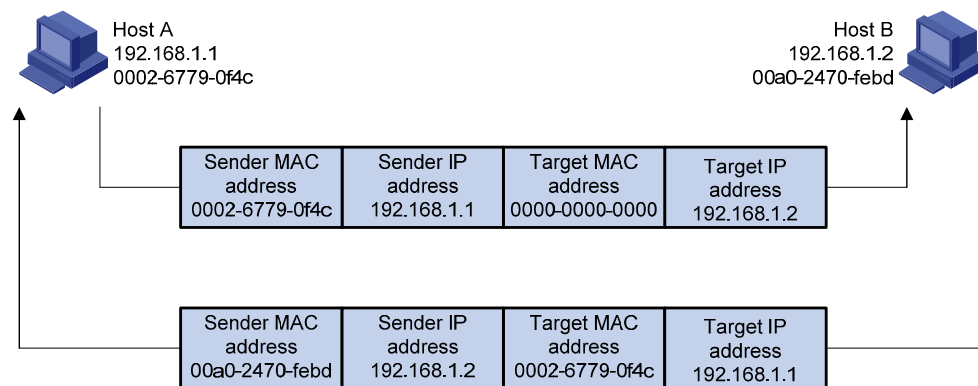 Host A
192.168.1.1
0002-6779-0f4c
Host B
192.168.1.2
00a0-2470-febd
Sender MAC
address
0002-6779-0f4c
Sender IP
address
192.168.1.1
Target MAC
address
0000-0000-0000
Target IP
address
192.168.1.2
Sender MAC
address
00a0-2470-febd
Sender IP
address
192.168.1.2
Target MAC
address
0002-6779-0f4c
Target IP
address
192.168.1.1